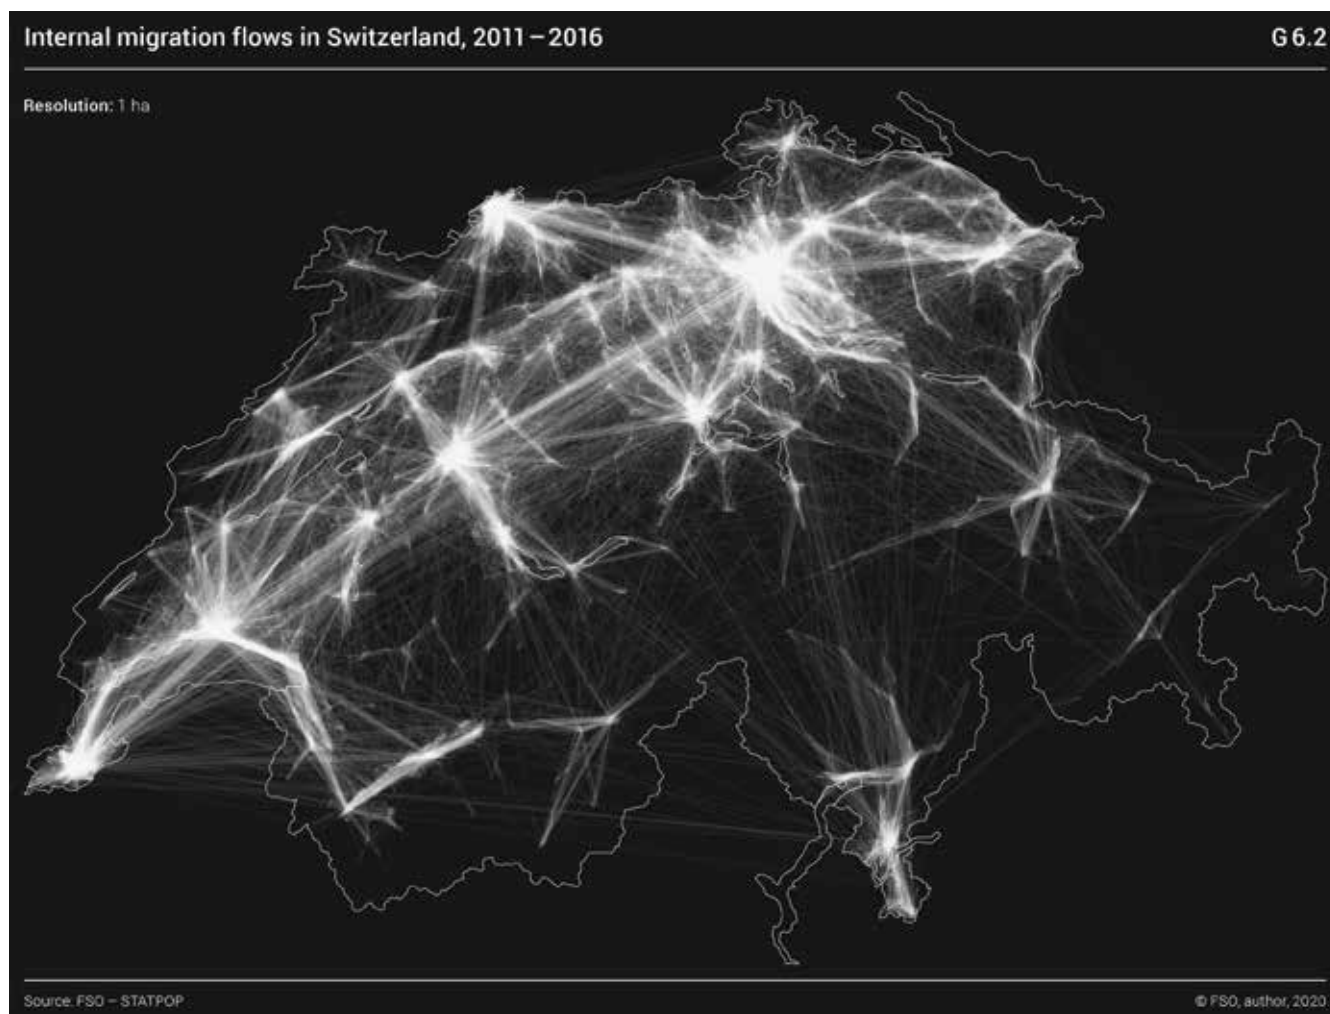 Internal migration flows in Switzerland, 2011–2016
G 6.2
Resolution: 1 ha
Source: FSO – STATPOP
© FSO, author, 2020